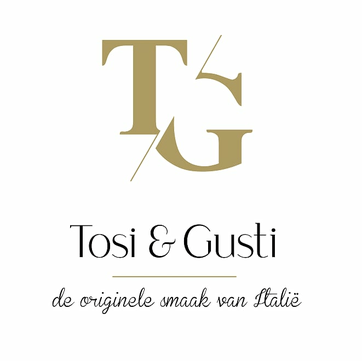 TG
Tosi & Gusti
de originele smaak van Italië